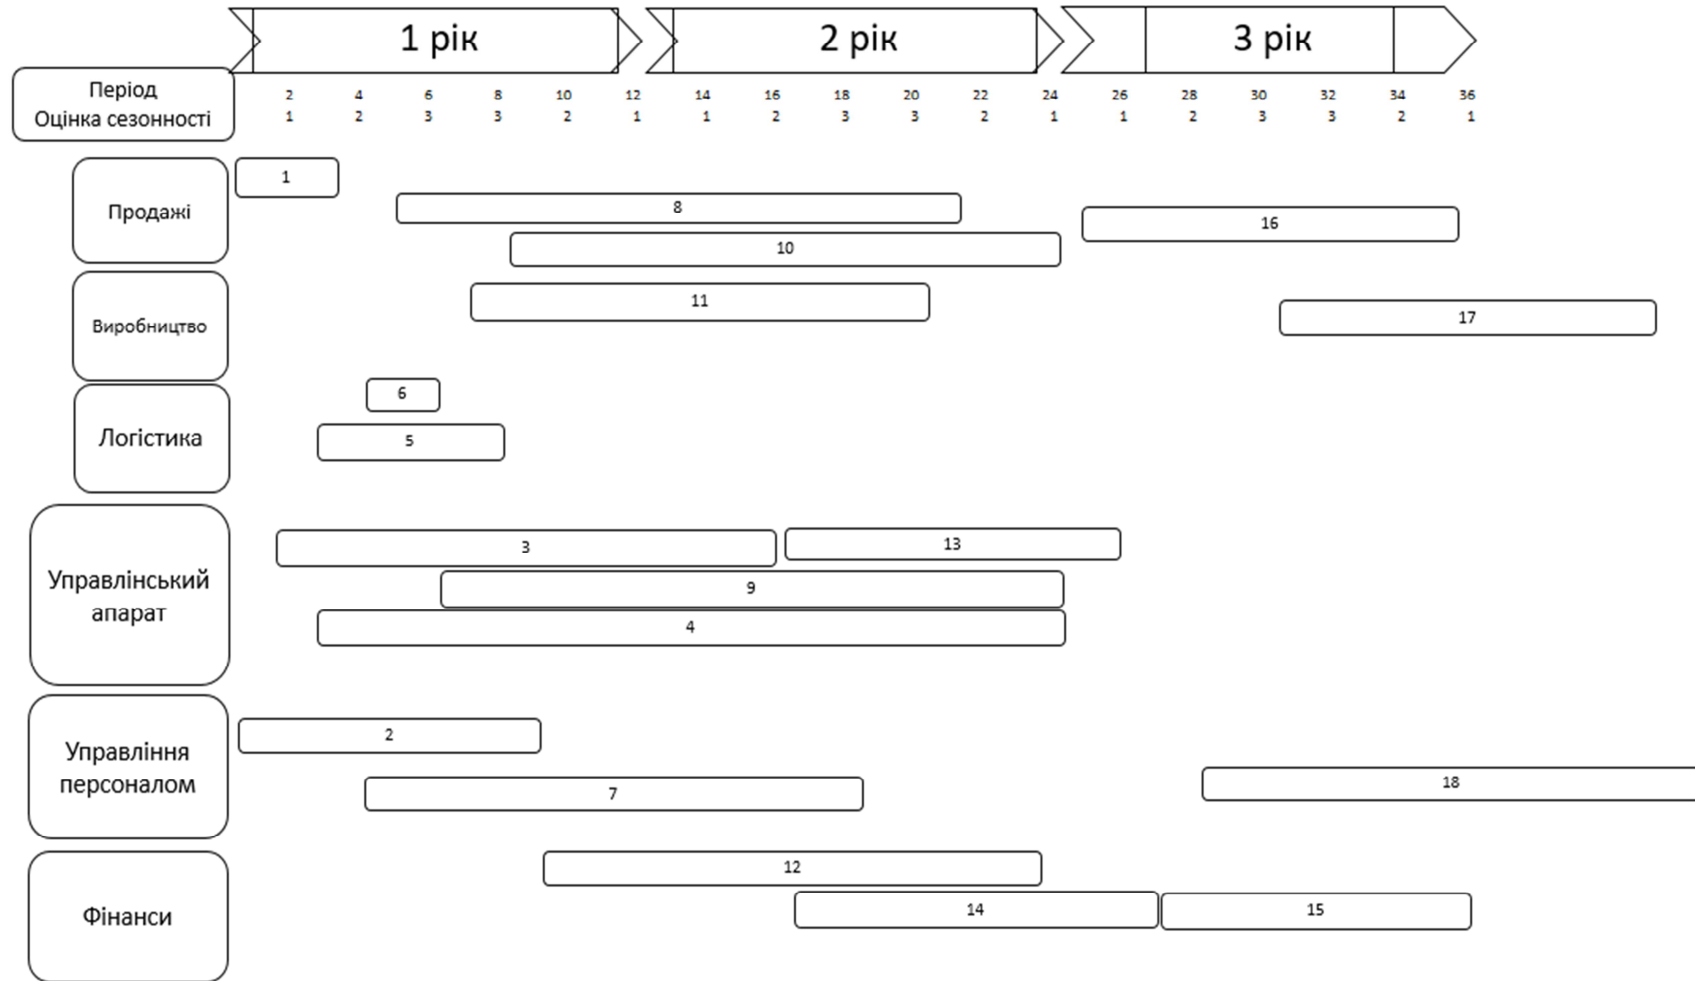 1 рік
2 рік
3 рік
Період
Оцінка сезонності
2 4 6 8 10 12 14 16 18 20 22 24 26 28 30 32 34 36
1 2 3 3 2 1 1 2 3 3 2 1 1 2 3 3 2 1
Продажі
1
8
16
10
Виробництво
11
17
Логістика
6
5
Управлінський
апарат
3
13
9
4
Управління
персоналом
2
7
18
Фінанси
12
14
15